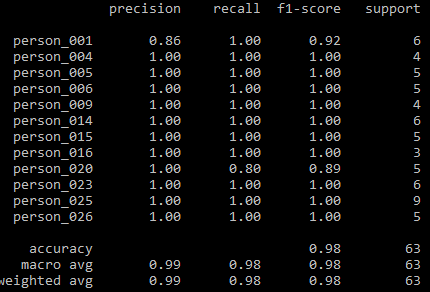 precision recall f1-score support
person_001 0.86 1.00 0.92 6
person_004 1.00 1.00 1.00 4
person_005 1.00 1.00 1.00 5
person_006 1.00 1.00 1.00 5
person_009 1.00 1.00 1.00 4
person_014 1.00 1.00 1.00 6
person_015 1.00 1.00 1.00 5
person_016 1.00 1.00 1.00 3
person_020 1.00 0.80 0.89 5
person_023 1.00 1.00 1.00 6
person_025 1.00 1.00 1.00 9
person_026 1.00 1.00 1.00 5
accuracy 0.98 63
macro avg 0.99 0.98 0.98 63
weighted avg 0.99 0.98 0.98 63